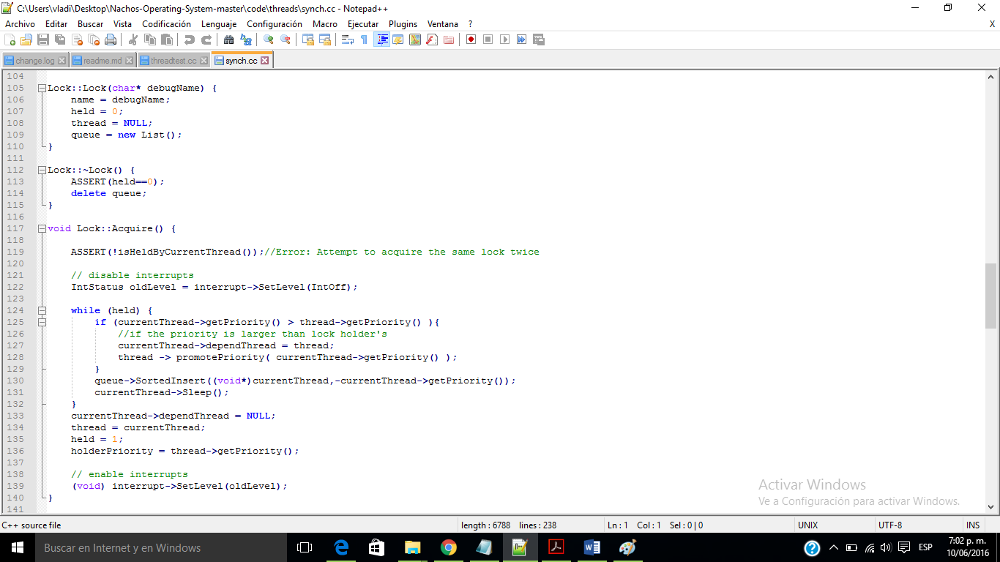 C:\Users\vladi\Desktop\Nachos-Operating-System-master\code\threads\synch.cc - Notepad++
Archivo Editar Buscar Vista Codificación Lenguaje Configuración Macro Ejecutar Plugins Ventana ?
X
change.log readme.md threadtest.cc synch.cc
104
105 Lock::Lock(char* debugName) {
106     name = debugName;
107     held = 0;
108     thread = NULL;
109     queue = new List();
110 }
111
112 Lock::~Lock() {
113     ASSERT(held==0);
114     delete queue;
115 }
116
117 void Lock::Acquire() {
118
119     ASSERT(!isHeldByCurrentThread());//Error: Attempt to acquire the same lock twice
120
121     // disable interrupts
122     IntStatus oldLevel = interrupt->SetLevel(IntOff);
123
124     while (held) {
125         if (currentThread->getPriority() > thread->getPriority() ){
126             //if the priority is larger than lock holder's
127             currentThread->dependThread = thread;
128             thread -> promotePriority( currentThread->getPriority() );
129         }
130         queue->SortedInsert((void*)currentThread,-currentThread->getPriority());
131         currentThread->Sleep();
132     }
133     currentThread->dependThread = NULL;
134     thread = currentThread;
135     held = 1;
136     holderPriority = thread->getPriority();
137
138     // enable interrupts
139     (void) interrupt->SetLevel(oldLevel);
140 }
141
Activar Windows
Ve a Configuración para activar Windows.
C++ source file length : 6788 lines : 238 Ln : 1 Col : 1 Sel : 0 | 0 UNIX UTF-8 INS
Buscar en Internet y en Windows
ESP
7:02 p. m.
10/06/2016